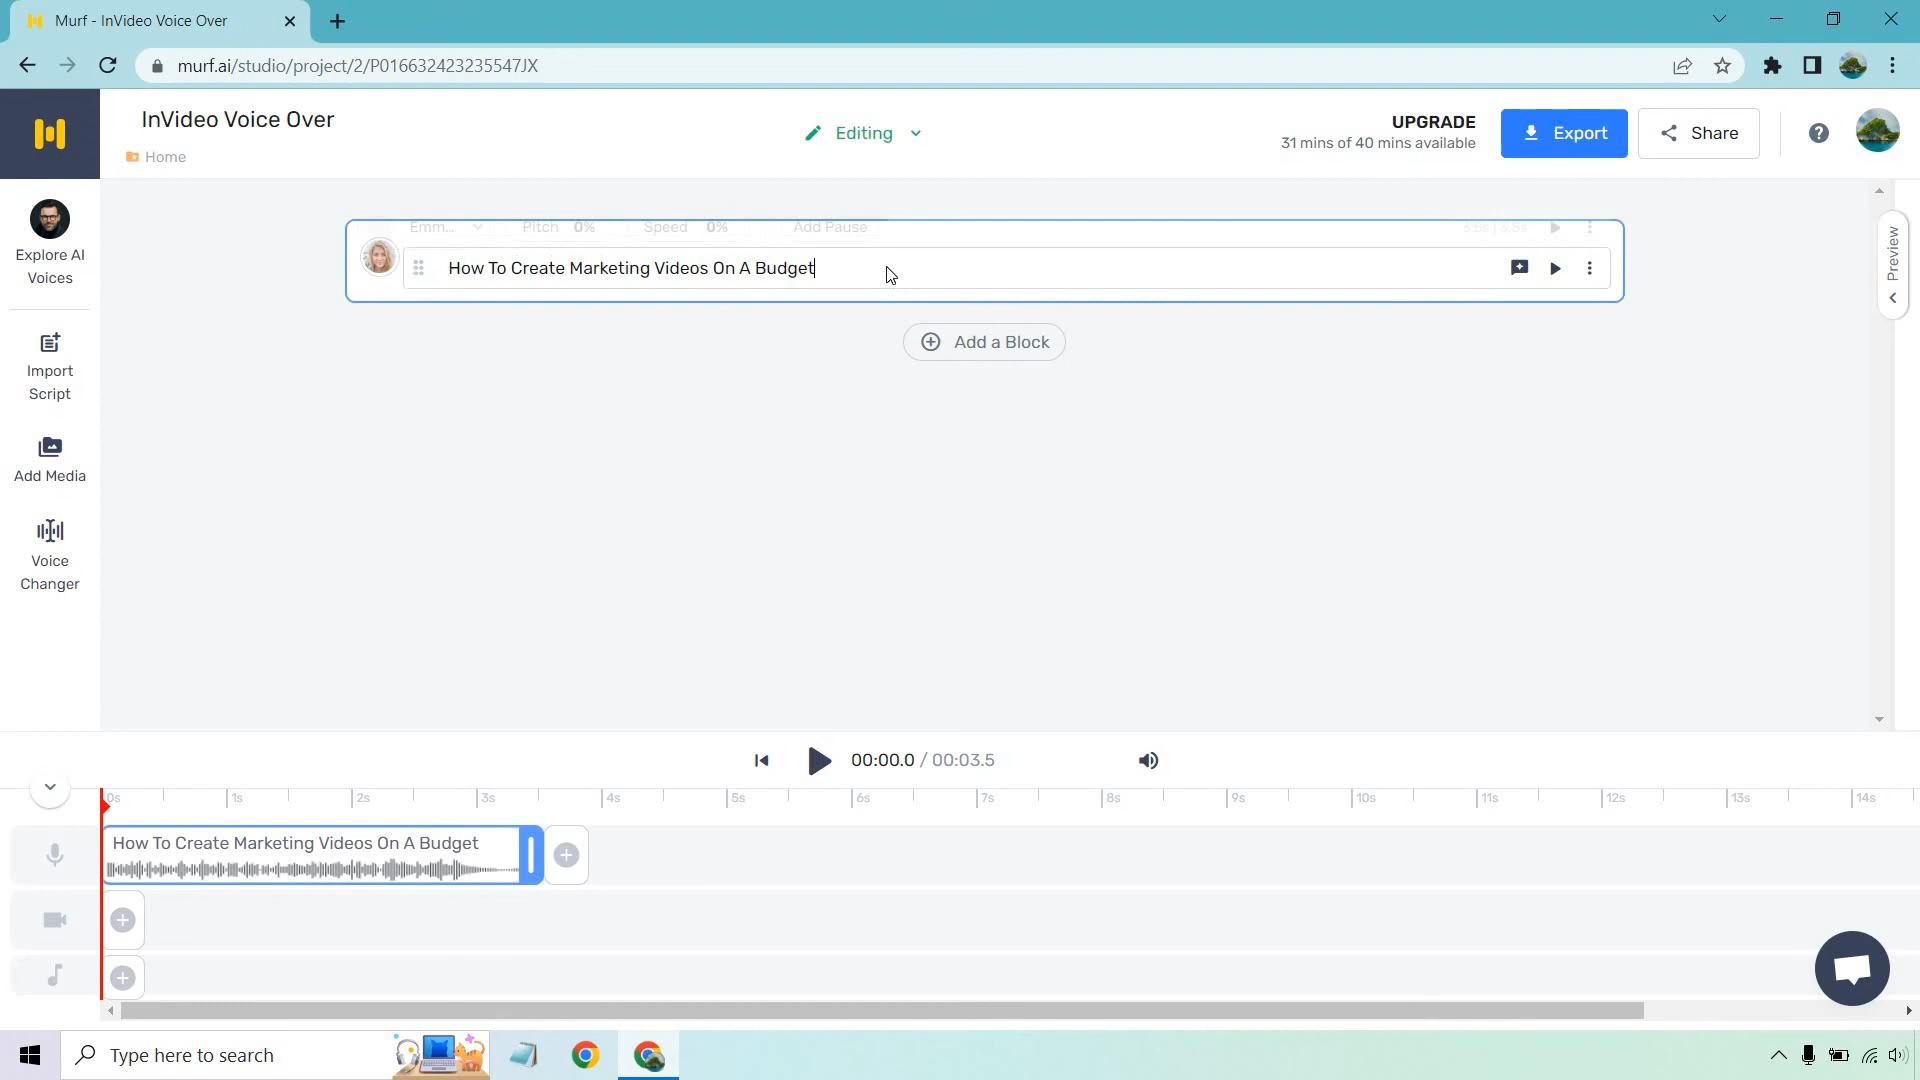 Murf - InVideo Voice Over
murf.ai/studio/project/2/P016632423235547JX
InVideo Voice Over
Home
Editing
UPGRADE
31 mins of 40 mins available
Export
Share
Explore AI
Voices
Import
Script
Add Media
Voice
Changer
Emm... Pitch 0% Speed 0% Add Pause
How To Create Marketing Videos On A Budget
Add a Block
Preview
00:00.0 / 00:03.5
0s 1s 2s 3s 4s 5s 6s 7s 8s 9s 10s 11s 12s 13s 14s
How To Create Marketing Videos On A Budget
Type here to search